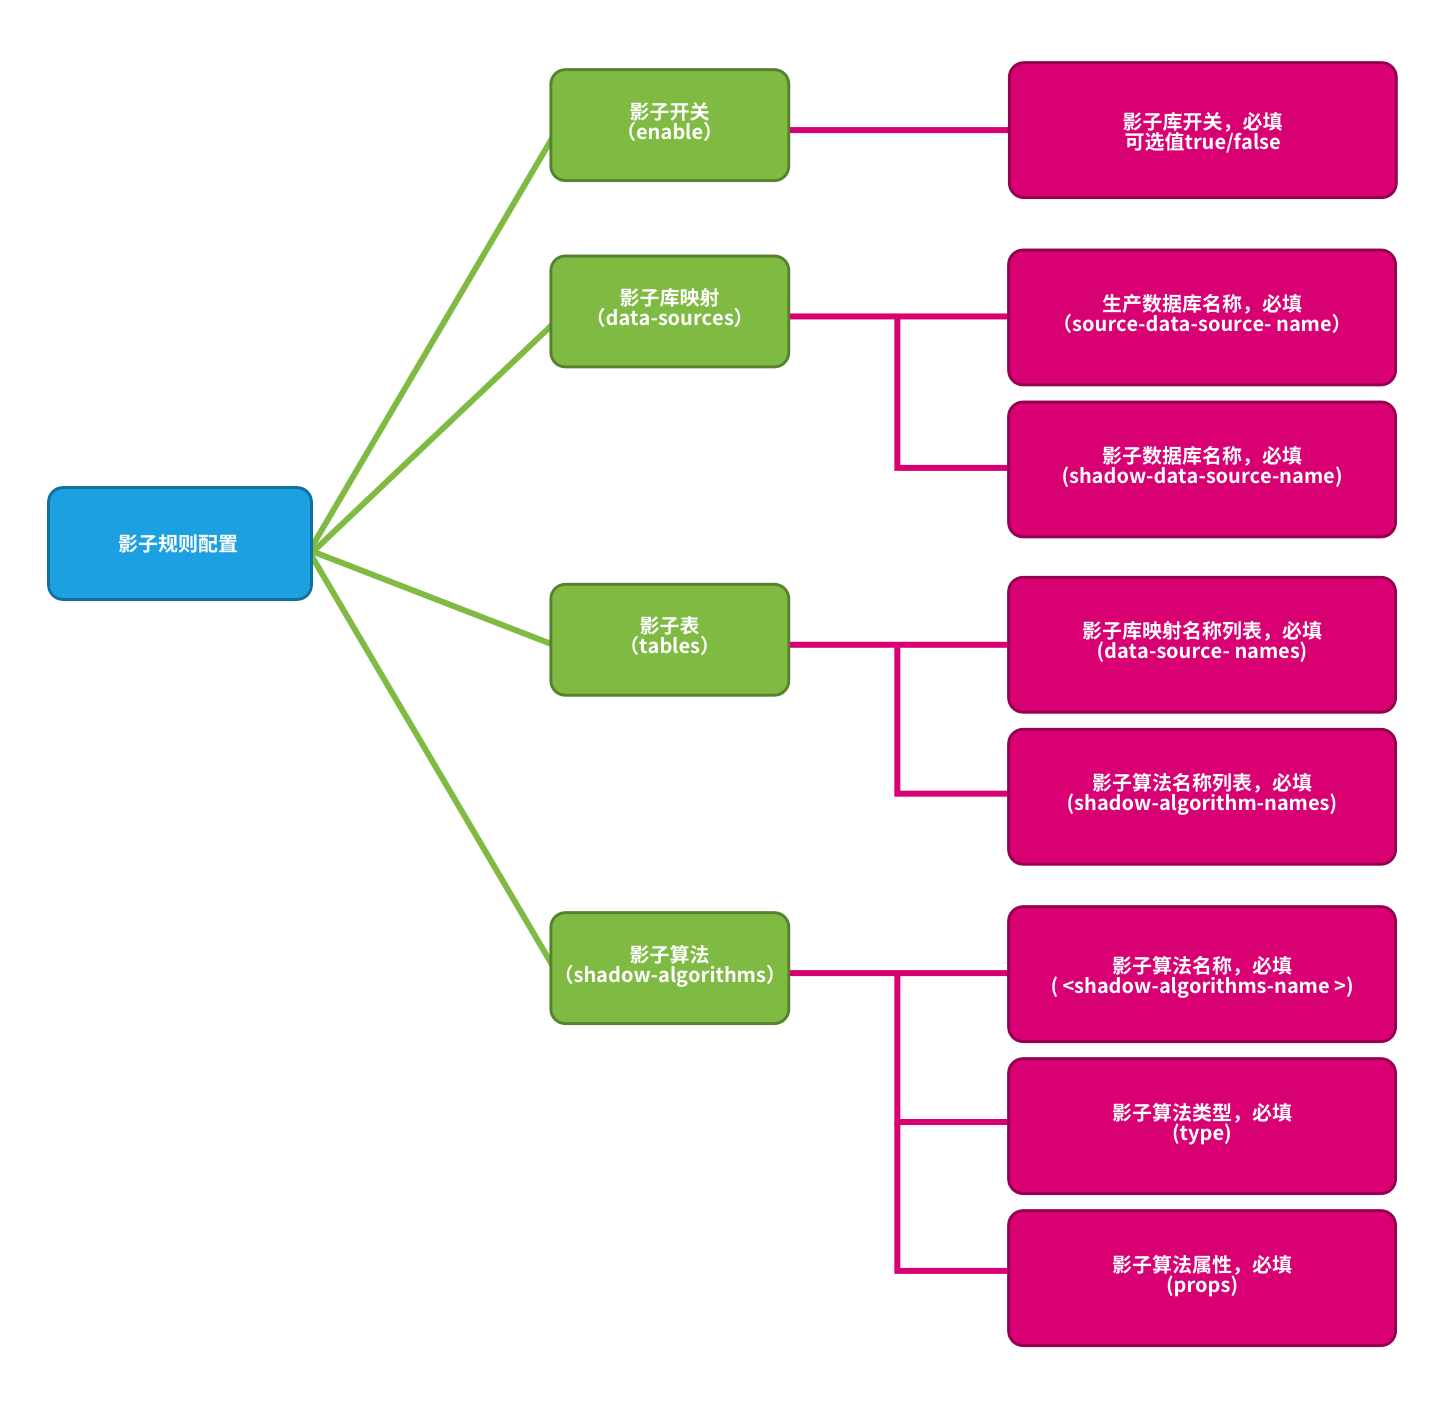 影子规则配置
影子开关
（enable）
影子库开关，必填
可选值true/false
影子库映射
（data-sources）
生产数据库名称，必填
（source-data-source- name）
影子数据库名称，必填
(shadow-data-source-name)
影子表
（tables）
影子库映射名称列表，必填
(data-source- names)
影子算法名称列表，必填
(shadow-algorithm-names)
影子算法
（shadow-algorithms）
影子算法名称，必填
( <shadow-algorithms-name >)
影子算法类型，必填
(type)
影子算法属性，必填
(props)